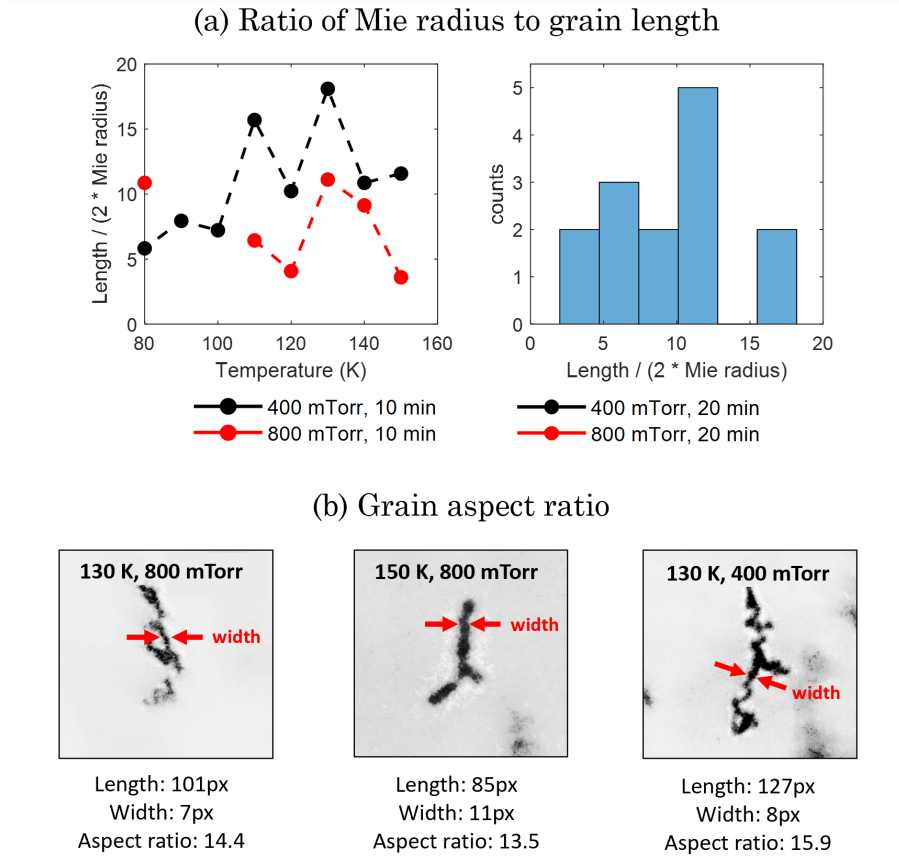 (a) Ratio of Mie radius to grain length
Length / (2 * Mie radius)
20
15
10
5
0
80
100
120
140
160
Temperature (K)
counts
5
4
3
2
1
0
0
5
10
15
20
Length / (2 * Mie radius)
400 mTorr, 10 min
800 mTorr, 10 min
400 mTorr, 20 min
800 mTorr, 20 min
(b) Grain aspect ratio
130 K, 800 mTorr
width
Length: 101px
Width: 7px
Aspect ratio: 14.4
150 K, 800 mTorr
width
Length: 85px
Width: 11px
Aspect ratio: 13.5
130 K, 400 mTorr
width
Length: 127px
Width: 8px
Aspect ratio: 15.9